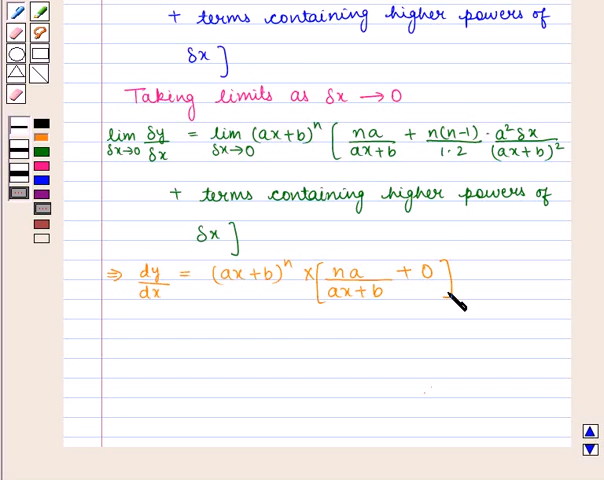 + terms containing higher powers of
δx]
Taking limits as δx → 0
lim δx→0 δy/δx = lim δx→0 (ax+b)^n [na/(ax+b) + n(n-1)/1·2 · a²δx/(ax+b)²
+ terms containing higher powers of
δx]
⇒ dy/dx = (ax+b)^n × [na/(ax+b) + 0]